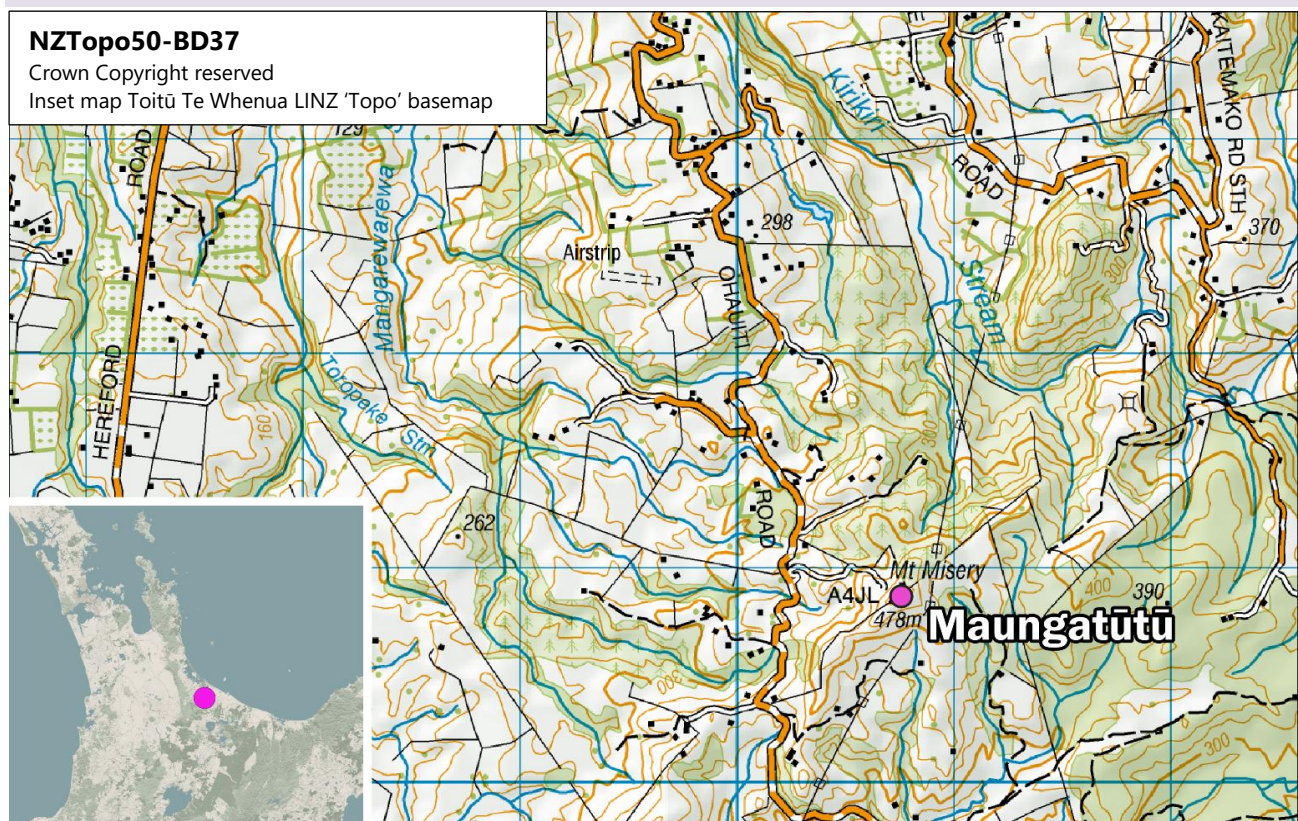 NZTopo50-BD37
Crown Copyright reserved
Inset map Toitū Te Whenua LINZ ‘Topo’ basemap
ROAD
129
Mangarewarewa
Kirikiri
ROAD
KAITEMAKO RD STH
298
370
Airstrip
OHAUITI
Stream
300
HEREFORD
Toropeke Stm
160
300
262
ROAD
Mt Misery
A4JL
478m
400
390
Maungatūtū
300
300